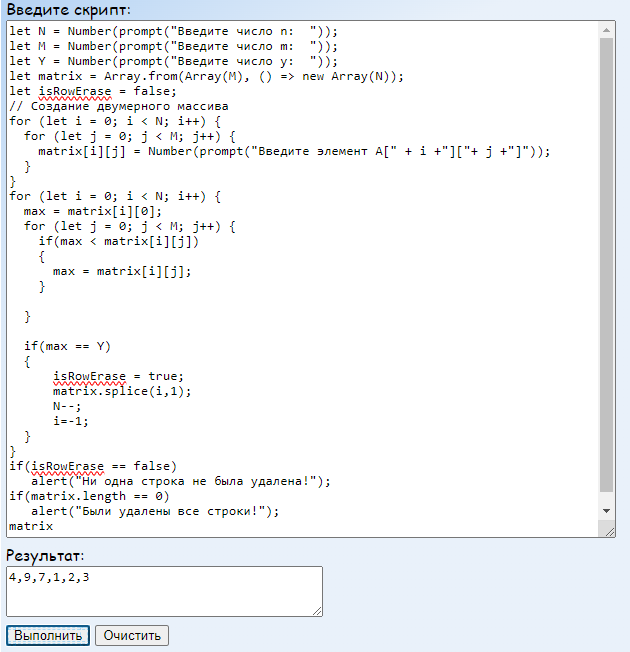 Введите скрипт:
let N = Number(prompt("Введите число n:  "));
let M = Number(prompt("Введите число m:  "));
let Y = Number(prompt("Введите число y:  "));
let matrix = Array.from(Array(M), () => new Array(N));
let isRowErase = false;
// Создание двумерного массива
for (let i = 0; i < N; i++) {
  for (let j = 0; j < M; j++) {
    matrix[i][j] = Number(prompt("Введите элемент A[" + i +"]["+ j +"]"));
  }
}
for (let i = 0; i < N; i++) {
  max = matrix[i][0];
  for (let j = 0; j < M; j++) {
    if(max < matrix[i][j])
    {
      max = matrix[i][j];
    }

  }

  if(max == Y)
  {
      isRowErase = true;
      matrix.splice(i,1);
      N--;
      i=-1;
  }
}
if(isRowErase == false)
   alert("Ни одна строка не была удалена!");
if(matrix.length == 0)
   alert("Были удалены все строки!");
matrix
Результат:
4,9,7,1,2,3
Выполнить Очистить